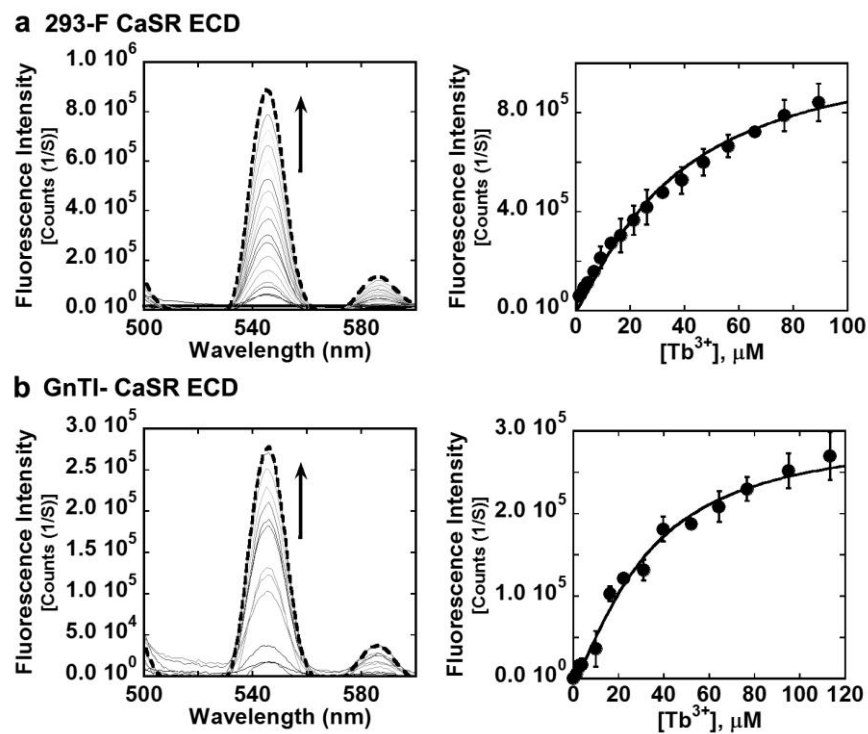 a 293-F CaSR ECD
Fluorescence Intensity
[Counts (1/S)]
1.0 10⁶
8.0 10⁵
6.0 10⁵
4.0 10⁵
2.0 10⁵
0.0 10⁰
500 540 580
Wavelength (nm)
Fluorescence Intensity
[Counts (1/S)]
8.0 10⁵
4.0 10⁵
0.0 10⁰
0 20 40 60 80 100
[Tb³⁺], μM
b GnTI- CaSR ECD
Fluorescence Intensity
[Counts (1/S)]
3.0 10⁵
2.5 10⁵
2.0 10⁵
1.5 10⁵
1.0 10⁵
5.0 10⁴
0.0 10⁰
500 540 580
Wavelength (nm)
Fluorescence Intensity
[Counts (1/S)]
3.0 10⁵
2.0 10⁵
1.0 10⁵
0.0 10⁰
0 20 40 60 80 100 120
[Tb³⁺], μM